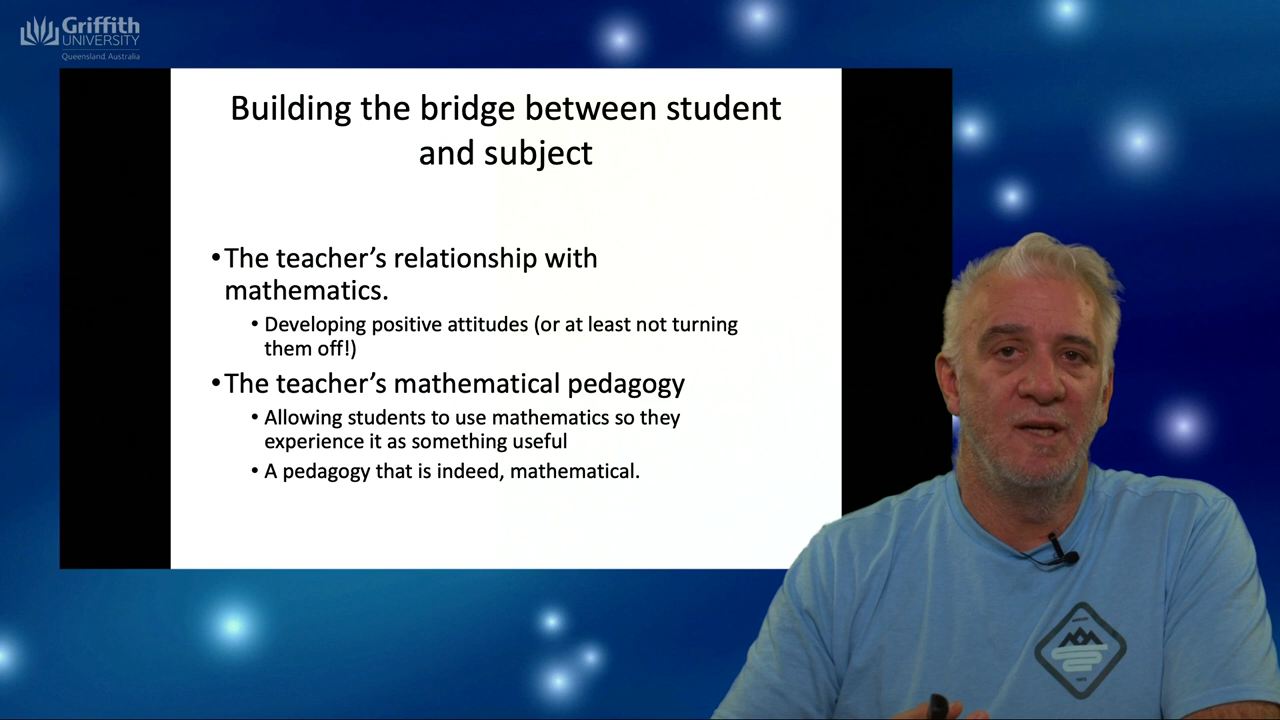 Griffith
UNIVERSITY
Queensland, Australia
Building the bridge between student
and subject
•The teacher’s relationship with
mathematics.
• Developing positive attitudes (or at least not turning
them off!)
•The teacher’s mathematical pedagogy
• Allowing students to use mathematics so they
experience it as something useful
• A pedagogy that is indeed, mathematical.